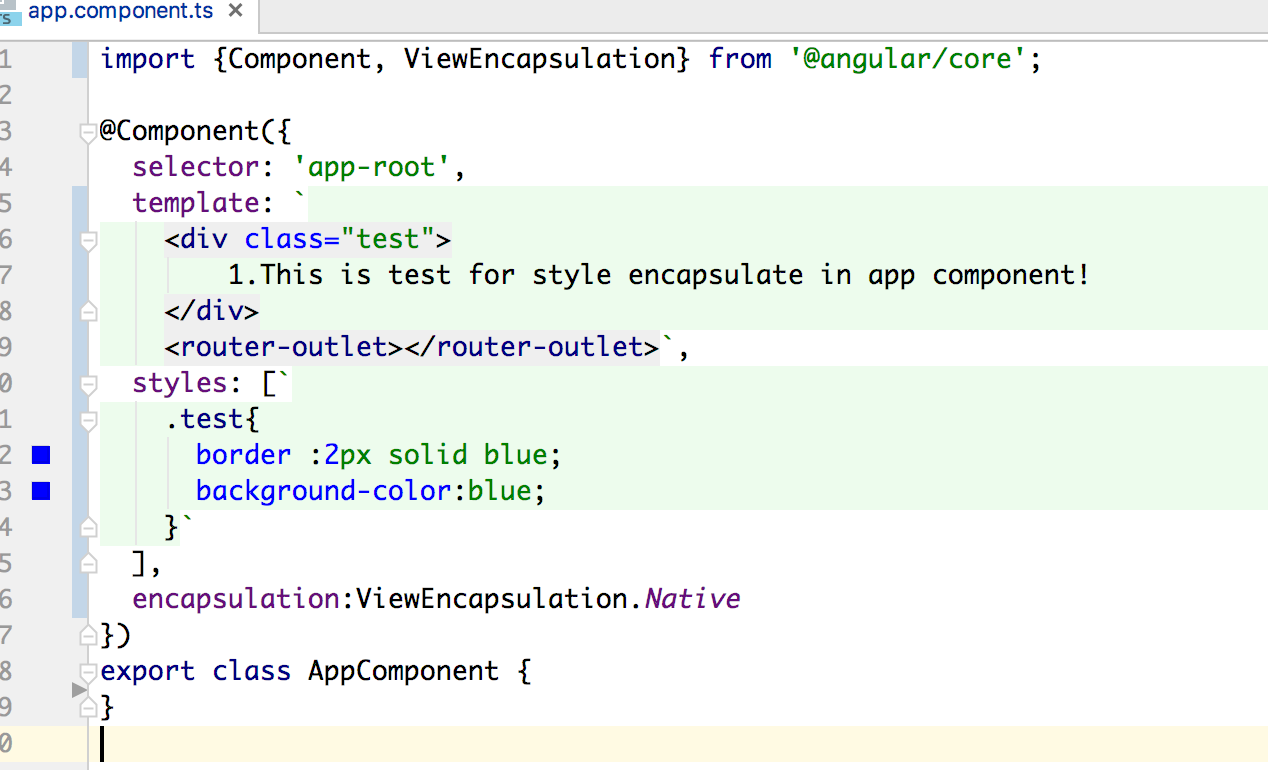 app.component.ts ×
1 import {Component, ViewEncapsulation} from '@angular/core';
2
3 @Component({
4 selector: 'app-root',
5 template: `
6 <div class="test">
7 1.This is test for style encapsulate in app component!
8 </div>
9 <router-outlet></router-outlet>`,
0 styles: [`
1 .test{
2 border :2px solid blue;
3 background-color:blue;
4 }`
5 ],
6 encapsulation:ViewEncapsulation.Native
7 })
8 export class AppComponent {
9 }
0